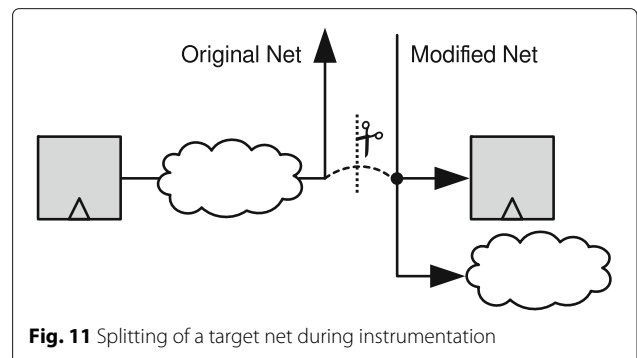 Original Net
Modified Net
Fig. 11 Splitting of a target net during instrumentation